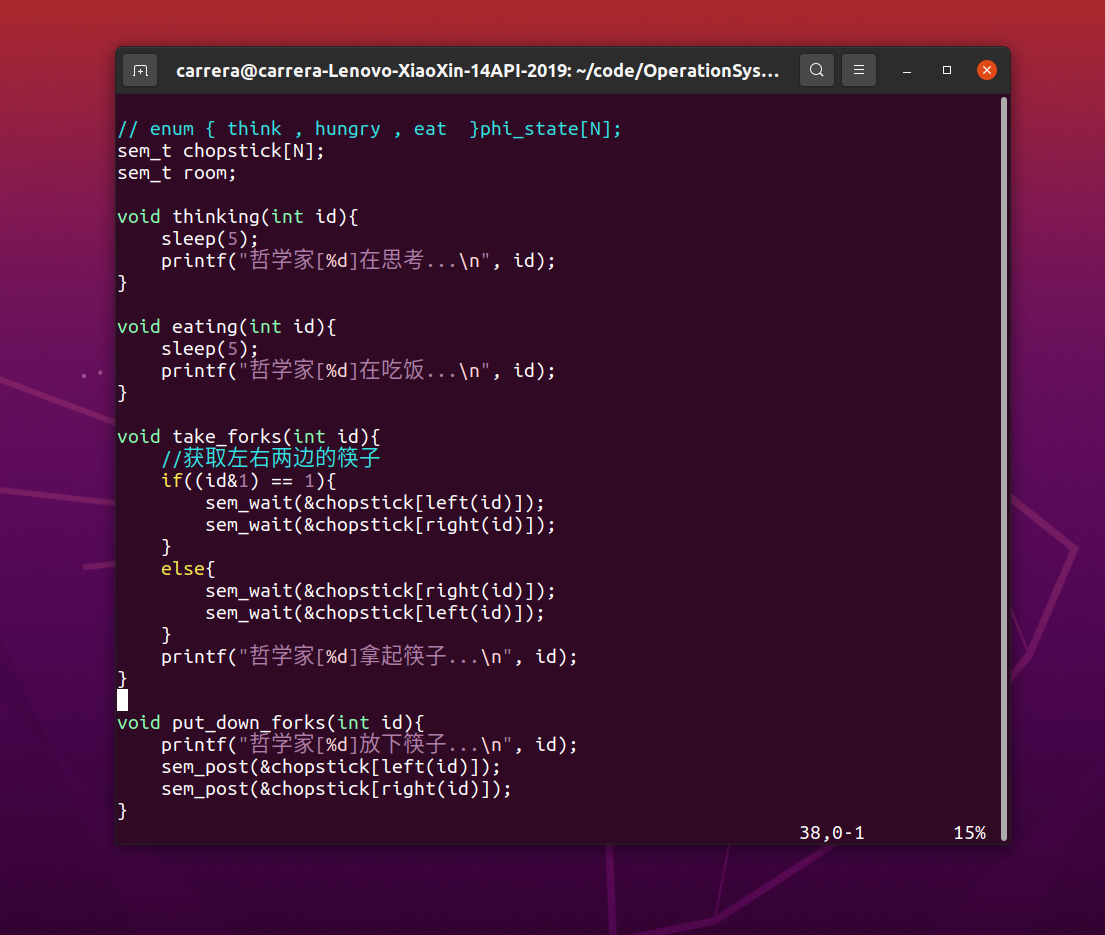 carrera@carrera-Lenovo-XiaoXin-14API-2019: ~/code/OperationSys...
// enum { think , hungry , eat  }phi_state[N];
sem_t chopstick[N];
sem_t room;
void thinking(int id){
    sleep(5);
    printf("哲学家[%d]在思考...\n", id);
}
void eating(int id){
    sleep(5);
    printf("哲学家[%d]在吃饭...\n", id);
}
void take_forks(int id){
    //获取左右两边的筷子
    if((id&1) == 1){
        sem_wait(&chopstick[left(id)]);
        sem_wait(&chopstick[right(id)]);
    }
    else{
        sem_wait(&chopstick[right(id)]);
        sem_wait(&chopstick[left(id)]);
    }
    printf("哲学家[%d]拿起筷子...\n", id);
}
void put_down_forks(int id){
    printf("哲学家[%d]放下筷子...\n", id);
    sem_post(&chopstick[left(id)]);
    sem_post(&chopstick[right(id)]);
}
38,0-1 15%